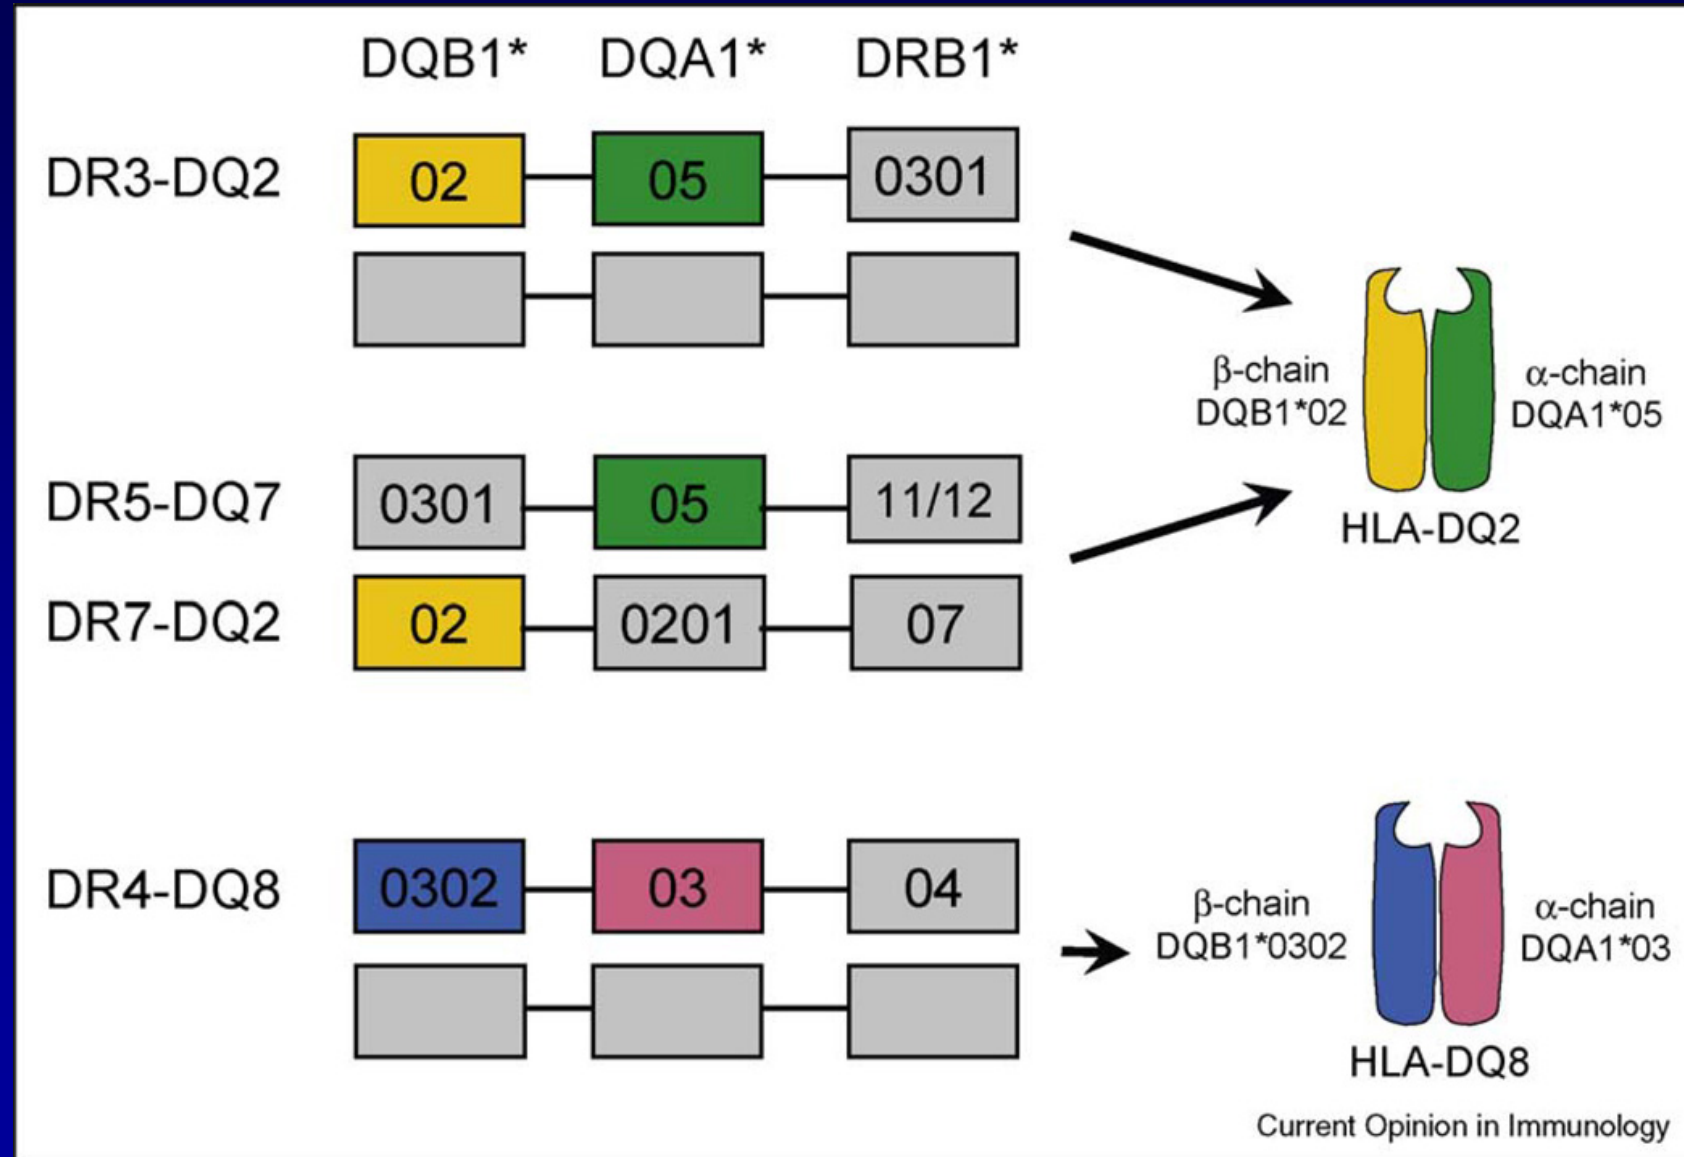 DQB1* DQA1* DRB1*
DR3-DQ2 02 05 0301
β-chain
DQB1*02
α-chain
DQA1*05
HLA-DQ2
DR5-DQ7 0301 05 11/12
DR7-DQ2 02 0201 07
DR4-DQ8 0302 03 04
β-chain
DQB1*0302
α-chain
DQA1*03
HLA-DQ8
Current Opinion in Immunology